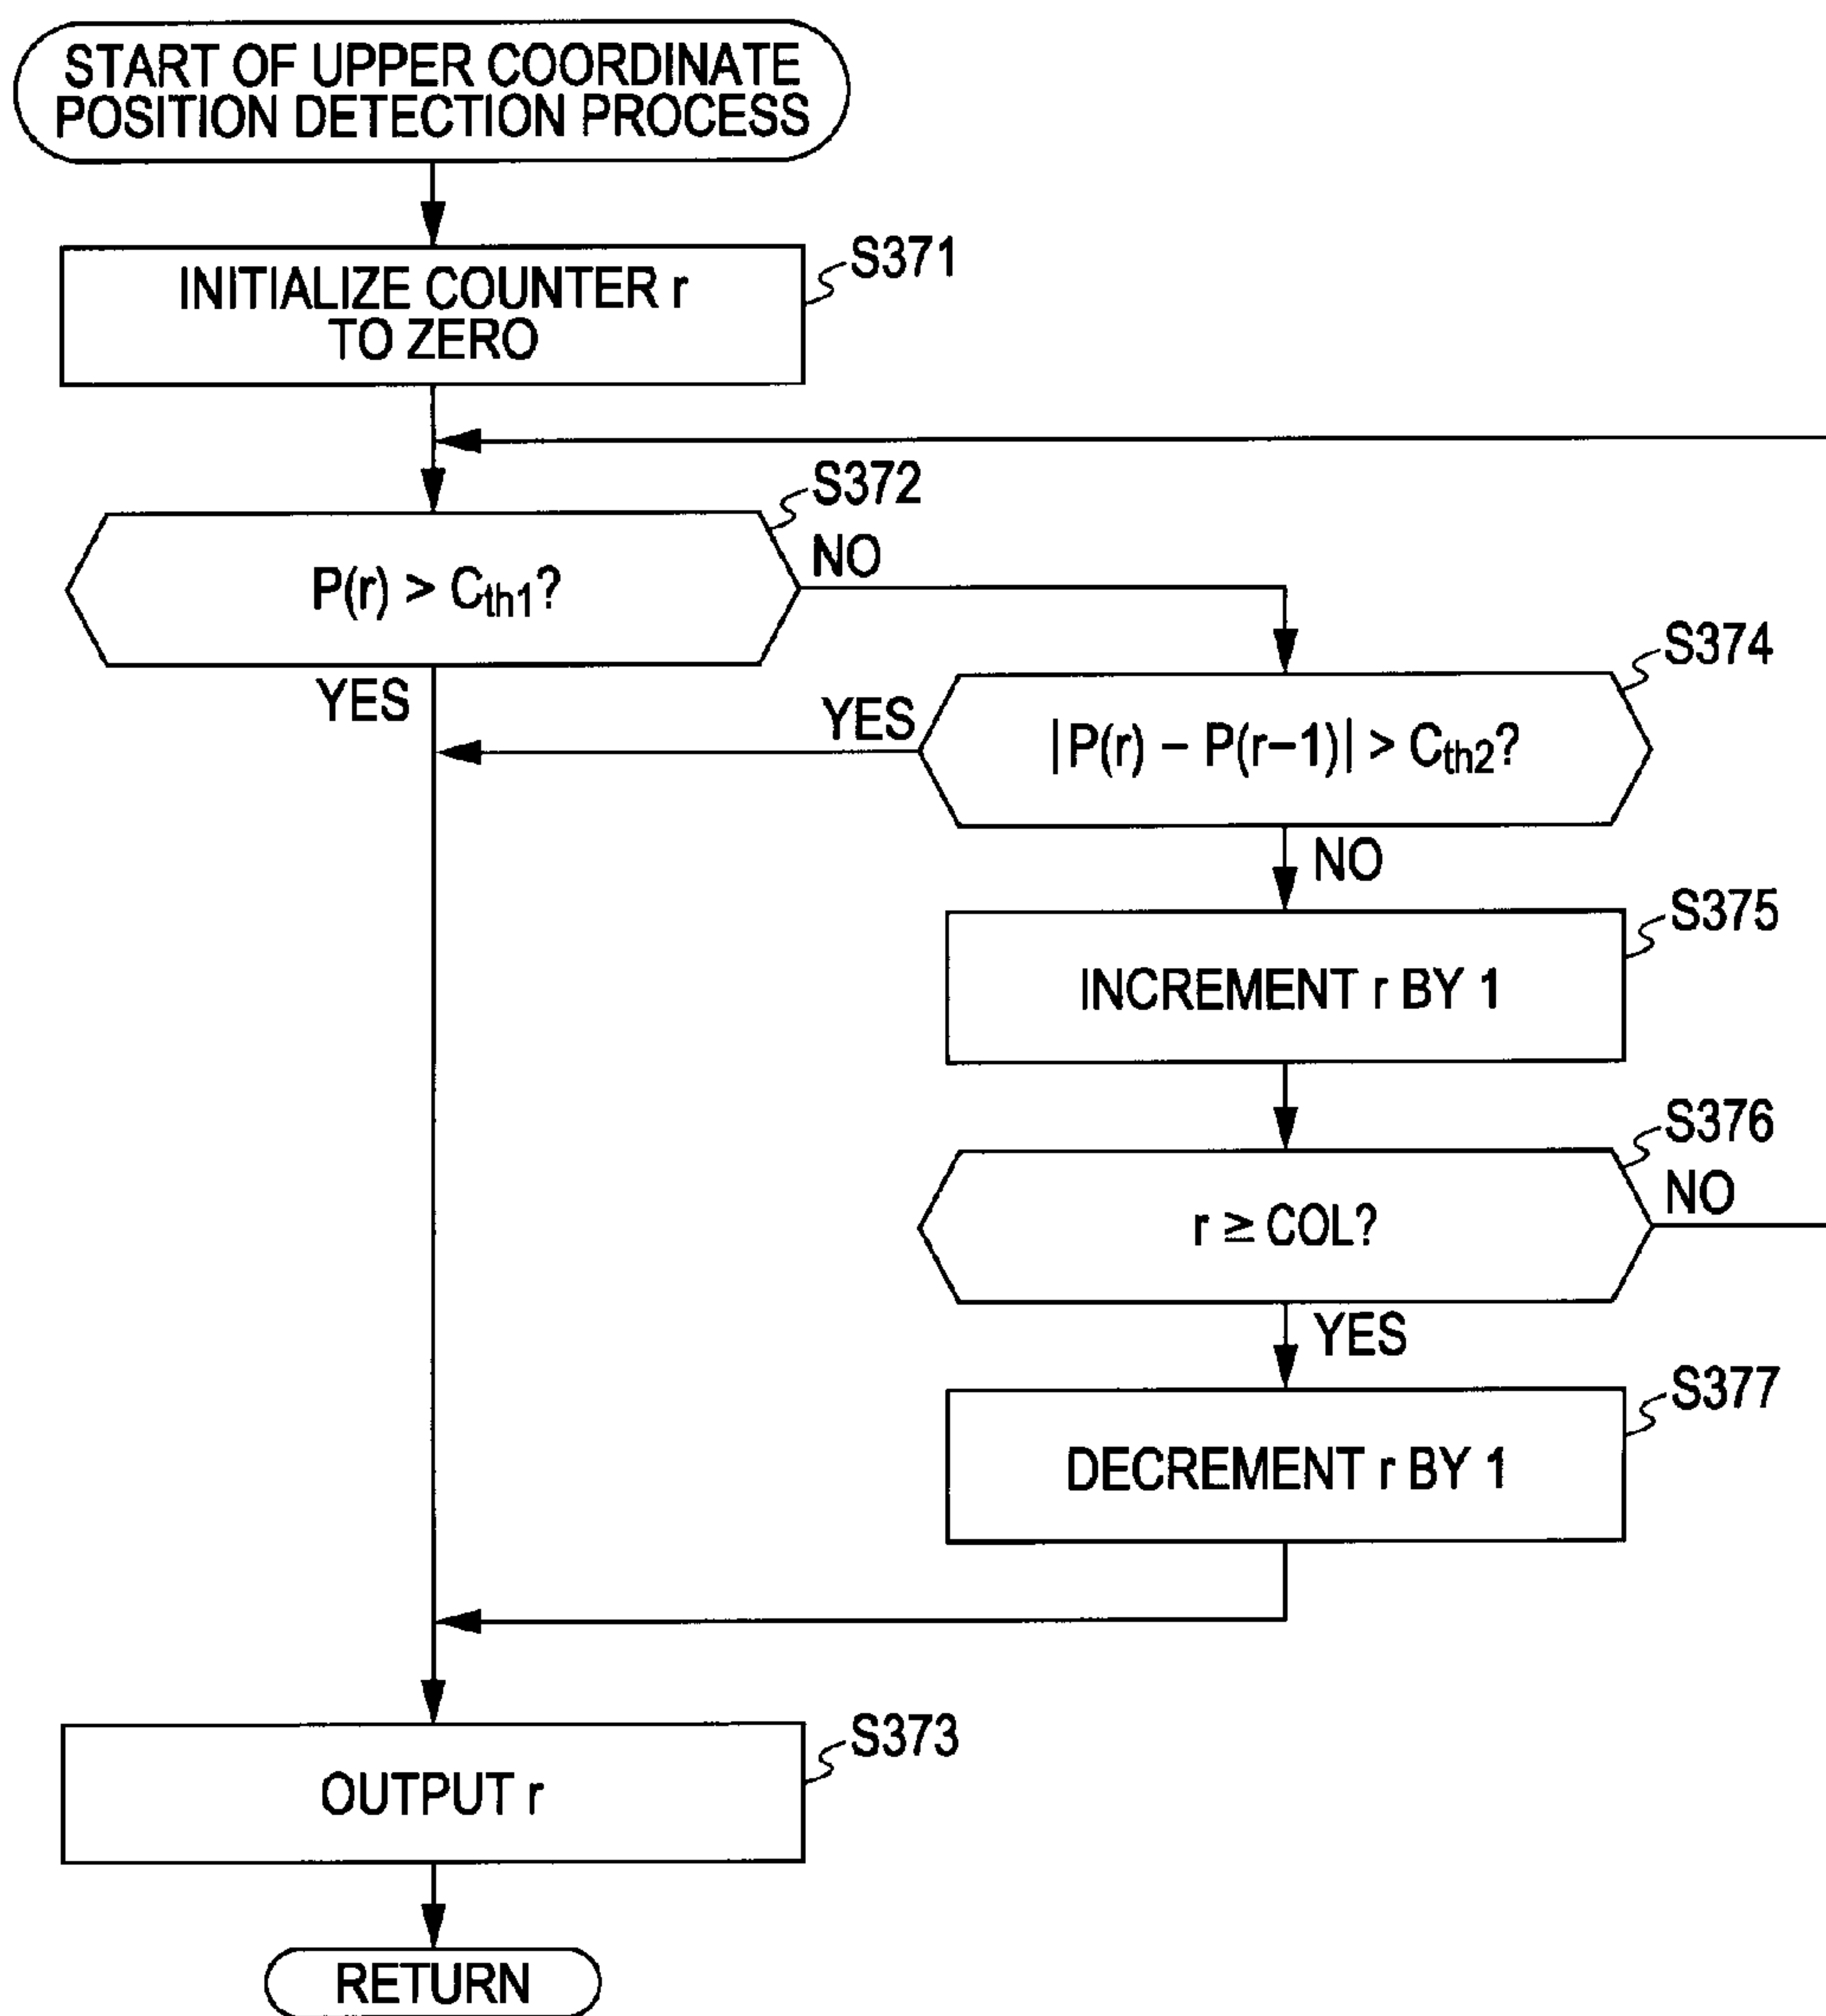 START OF UPPER COORDINATE
POSITION DETECTION PROCESS
S371
INITIALIZE COUNTER r
TO ZERO
S372
P(r) > Cth1?
NO
YES
S374
|P(r) − P(r−1)| > Cth2?
YES
NO
S375
INCREMENT r BY 1
S376
r ≧ COL?
NO
YES
S377
DECREMENT r BY 1
S373
OUTPUT r
RETURN